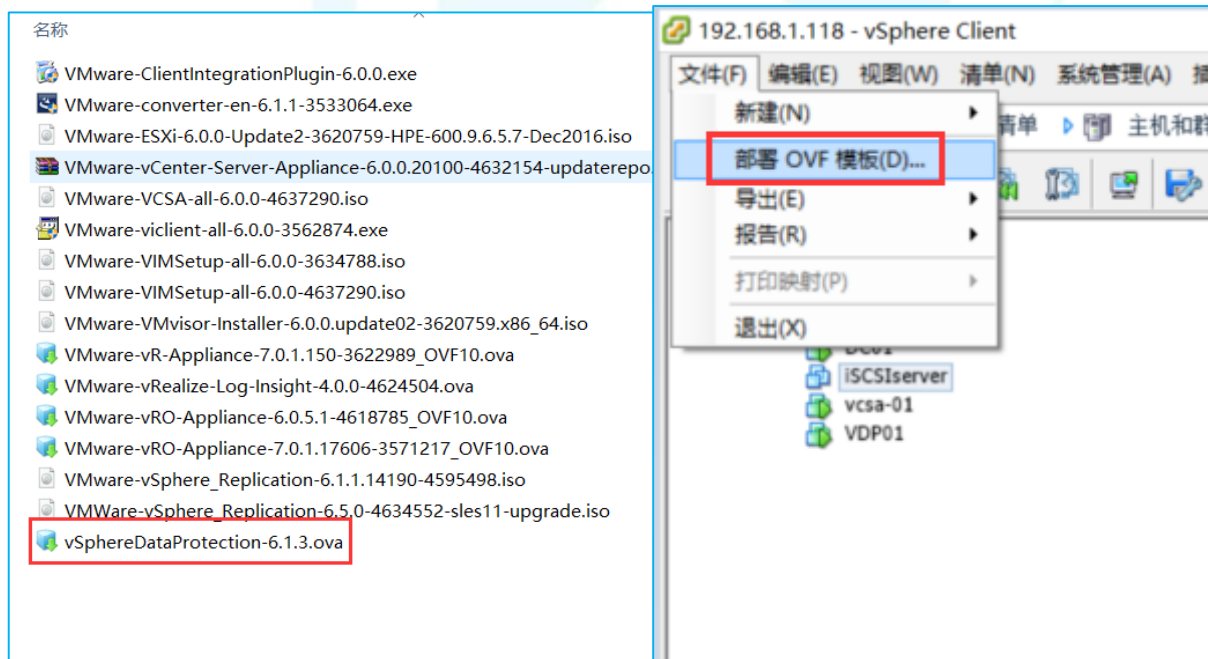 名称
VMware-ClientIntegrationPlugin-6.0.0.exe
VMware-converter-en-6.1.1-3533064.exe
VMware-ESXi-6.0.0-Update2-3620759-HPE-600.9.6.5.7-Dec2016.iso
VMware-vCenter-Server-Appliance-6.0.0.20100-4632154-updaterepo.
VMware-VCSA-all-6.0.0-4637290.iso
VMware-viclient-all-6.0.0-3562874.exe
VMware-VIMSetup-all-6.0.0-3634788.iso
VMware-VIMSetup-all-6.0.0-4637290.iso
VMware-VMvisor-Installer-6.0.0.update02-3620759.x86_64.iso
VMware-vR-Appliance-7.0.1.150-3622989_OVF10.ova
VMware-vRealize-Log-Insight-4.0.0-4624504.ova
VMware-vRO-Appliance-6.0.5.1-4618785_OVF10.ova
VMware-vRO-Appliance-7.0.1.17606-3571217_OVF10.ova
VMware-vSphere_Replication-6.1.1.14190-4595498.iso
VMWare-vSphere_Replication-6.5.0-4634552-sles11-upgrade.iso
vSphereDataProtection-6.1.3.ova
192.168.1.118 - vSphere Client
文件(F) 编辑(E) 视图(W) 清单(N) 系统管理(A)
新建(N)
清单 主机和群
部署 OVF 模板(D)...
导出(E)
报告(R)
打印映射(P)
退出(X)
DC01
iSCSIserver
vcsa-01
VDP01